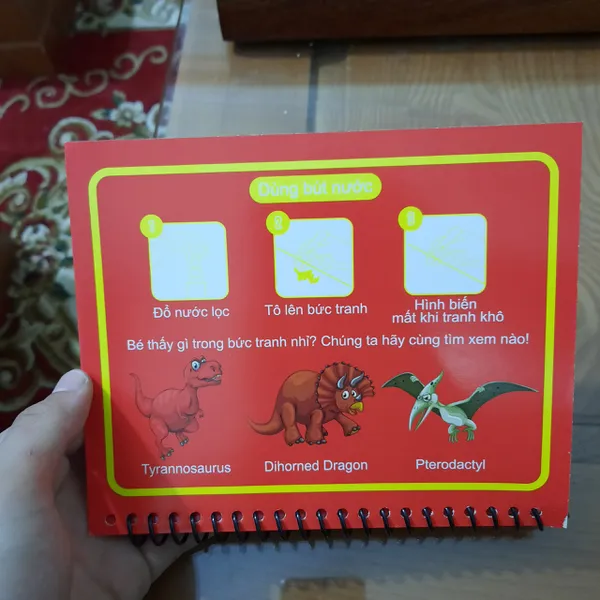 Dùng bút nước
1
2
3
Đổ nước lọc
Tô lên bức tranh
Hình biến
mất khi tranh khô
Bé thấy gì trong bức tranh nhỉ? Chúng ta hãy cùng tìm xem nào!
Tyrannosaurus
Dihorned Dragon
Pterodactyl